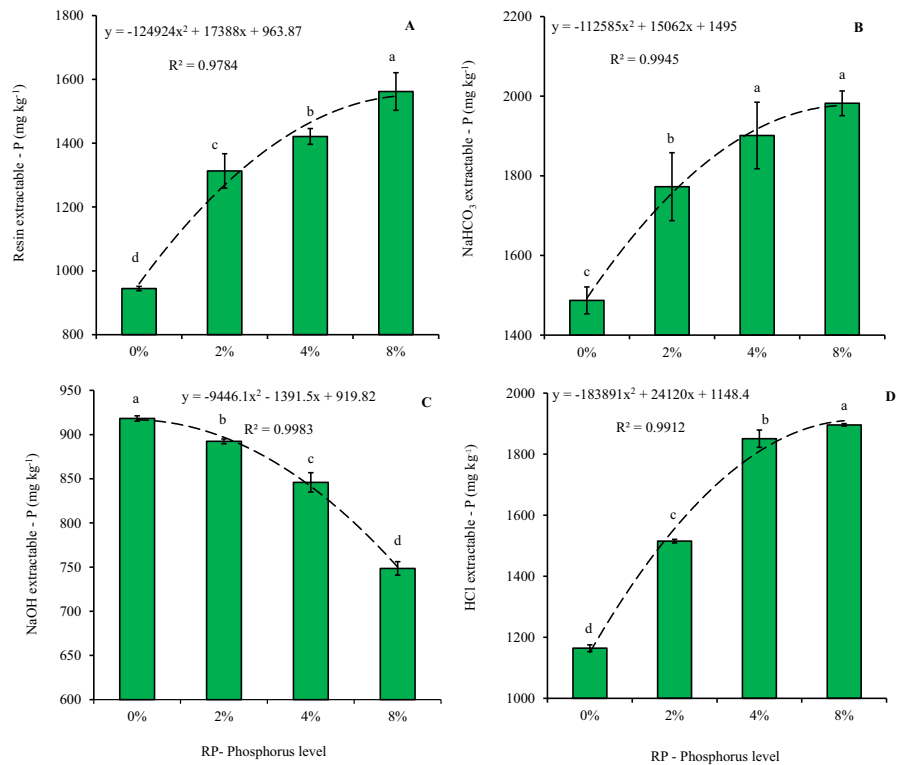 A
y = -124924x² + 17388x + 963.87
R² = 0.9784
Resin extractable - P (mg kg⁻¹)
1800
1600
1400
1200
1000
800
d
c
b
a
0% 2% 4% 8%
B
y = -112585x² + 15062x + 1495
R² = 0.9945
NaHCO₃ extractable - P (mg kg⁻¹)
2200
2000
1800
1600
1400
c
b
a
a
0% 2% 4% 8%
C
y = -9446.1x² - 1391.5x + 919.82
R² = 0.9983
NaOH extractable - P (mg kg⁻¹)
950
900
850
800
750
700
650
600
a
b
c
d
0% 2% 4% 8%
RP- Phosphorus level
D
y = -183891x² + 24120x + 1148.4
R² = 0.9912
HCl extractable - P (mg kg⁻¹)
2000
1800
1600
1400
1200
1000
d
c
b
a
0% 2% 4% 8%
RP - Phosphorus level